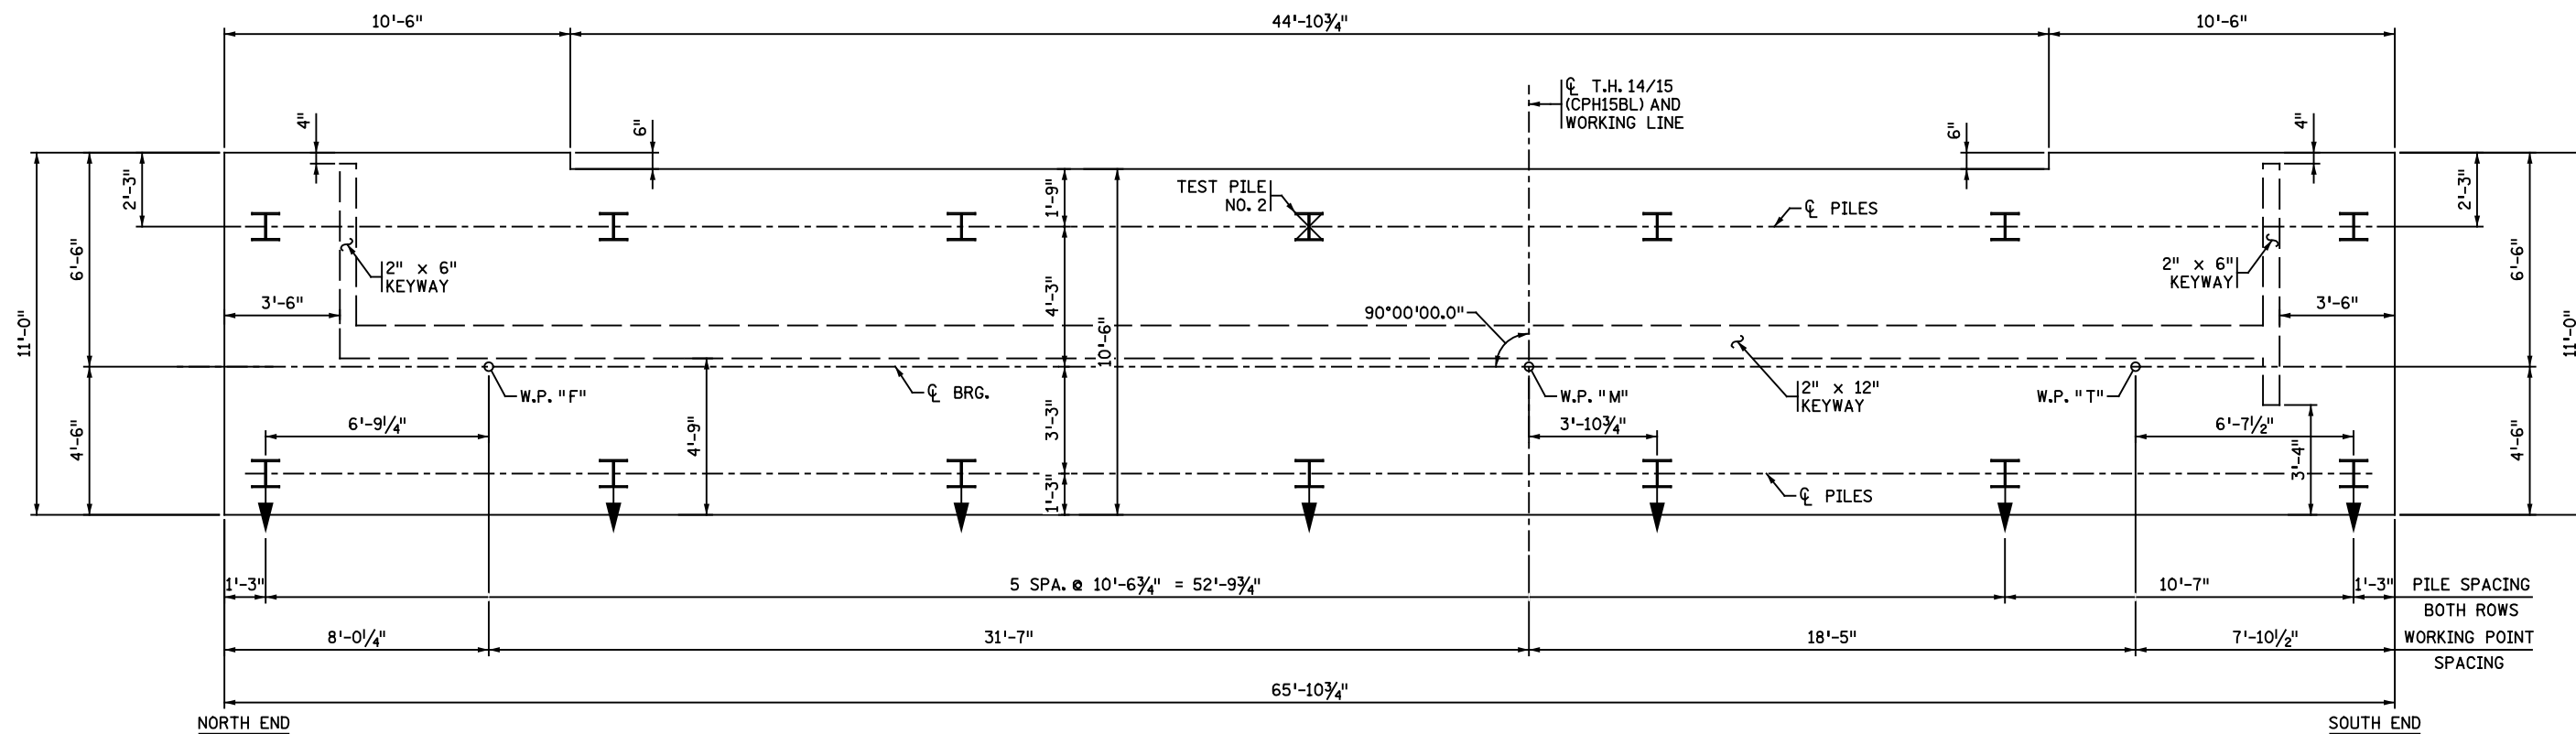 10'-6"
44'-10¾"
10'-6"
℄ T.H. 14/15
(CPH15BL) AND
WORKING LINE
4"
6"
6"
4"
2'-3"
1'-9"
TEST PILE
NO. 2
℄ PILES
2'-3"
6'-6"
2" x 6"
KEYWAY
4'-3"
2" x 6"
KEYWAY
6'-6"
3'-6"
3'-6"
11'-0"
10'-6"
90°00'00.0"
11'-0"
W.P. "F"
℄ BRG.
W.P. "M"
2" x 12"
KEYWAY
W.P. "T"
4'-6"
6'-9¼"
4'-9"
3'-3"
3'-10¾"
6'-7½"
3'-4"
4'-6"
1'-3"
℄ PILES
1'-3"
5 SPA. @ 10'-6¾" = 52'-9¾"
10'-7"
1'-3"
PILE SPACING
BOTH ROWS
8'-0¼"
31'-7"
18'-5"
7'-10½"
WORKING POINT
SPACING
65'-10¾"
NORTH END
SOUTH END